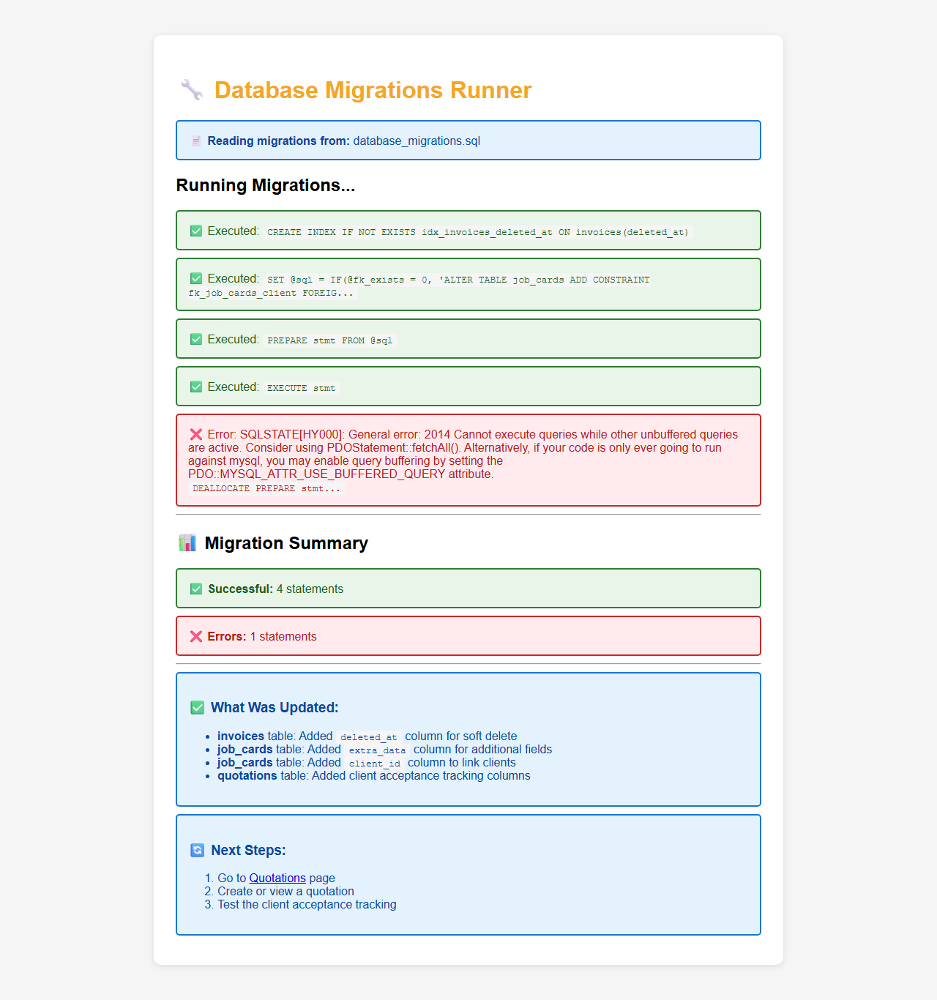 🔧 Database Migrations Runner
📄 Reading migrations from: database_migrations.sql
Running Migrations...
✅ Executed: CREATE INDEX IF NOT EXISTS idx_invoices_deleted_at ON invoices(deleted_at)
✅ Executed: SET @sql = IF(@fk_exists = 0, 'ALTER TABLE job_cards ADD CONSTRAINT
fk_job_cards_client FOREIG...
✅ Executed: PREPARE stmt FROM @sql
✅ Executed: EXECUTE stmt
❌ Error: SQLSTATE[HY000]: General error: 2014 Cannot execute queries while other unbuffered queries
are active. Consider using PDOStatement::fetchAll(). Alternatively, if your code is only ever going to run
against mysql, you may enable query buffering by setting the
PDO::MYSQL_ATTR_USE_BUFFERED_QUERY attribute.
DEALLOCATE PREPARE stmt...
📊 Migration Summary
✅ Successful: 4 statements
❌ Errors: 1 statements
✅ What Was Updated:
• invoices table: Added deleted_at column for soft delete
• job_cards table: Added extra_data column for additional fields
• job_cards table: Added client_id column to link clients
• quotations table: Added client acceptance tracking columns
🔄 Next Steps:
1. Go to Quotations page
2. Create or view a quotation
3. Test the client acceptance tracking